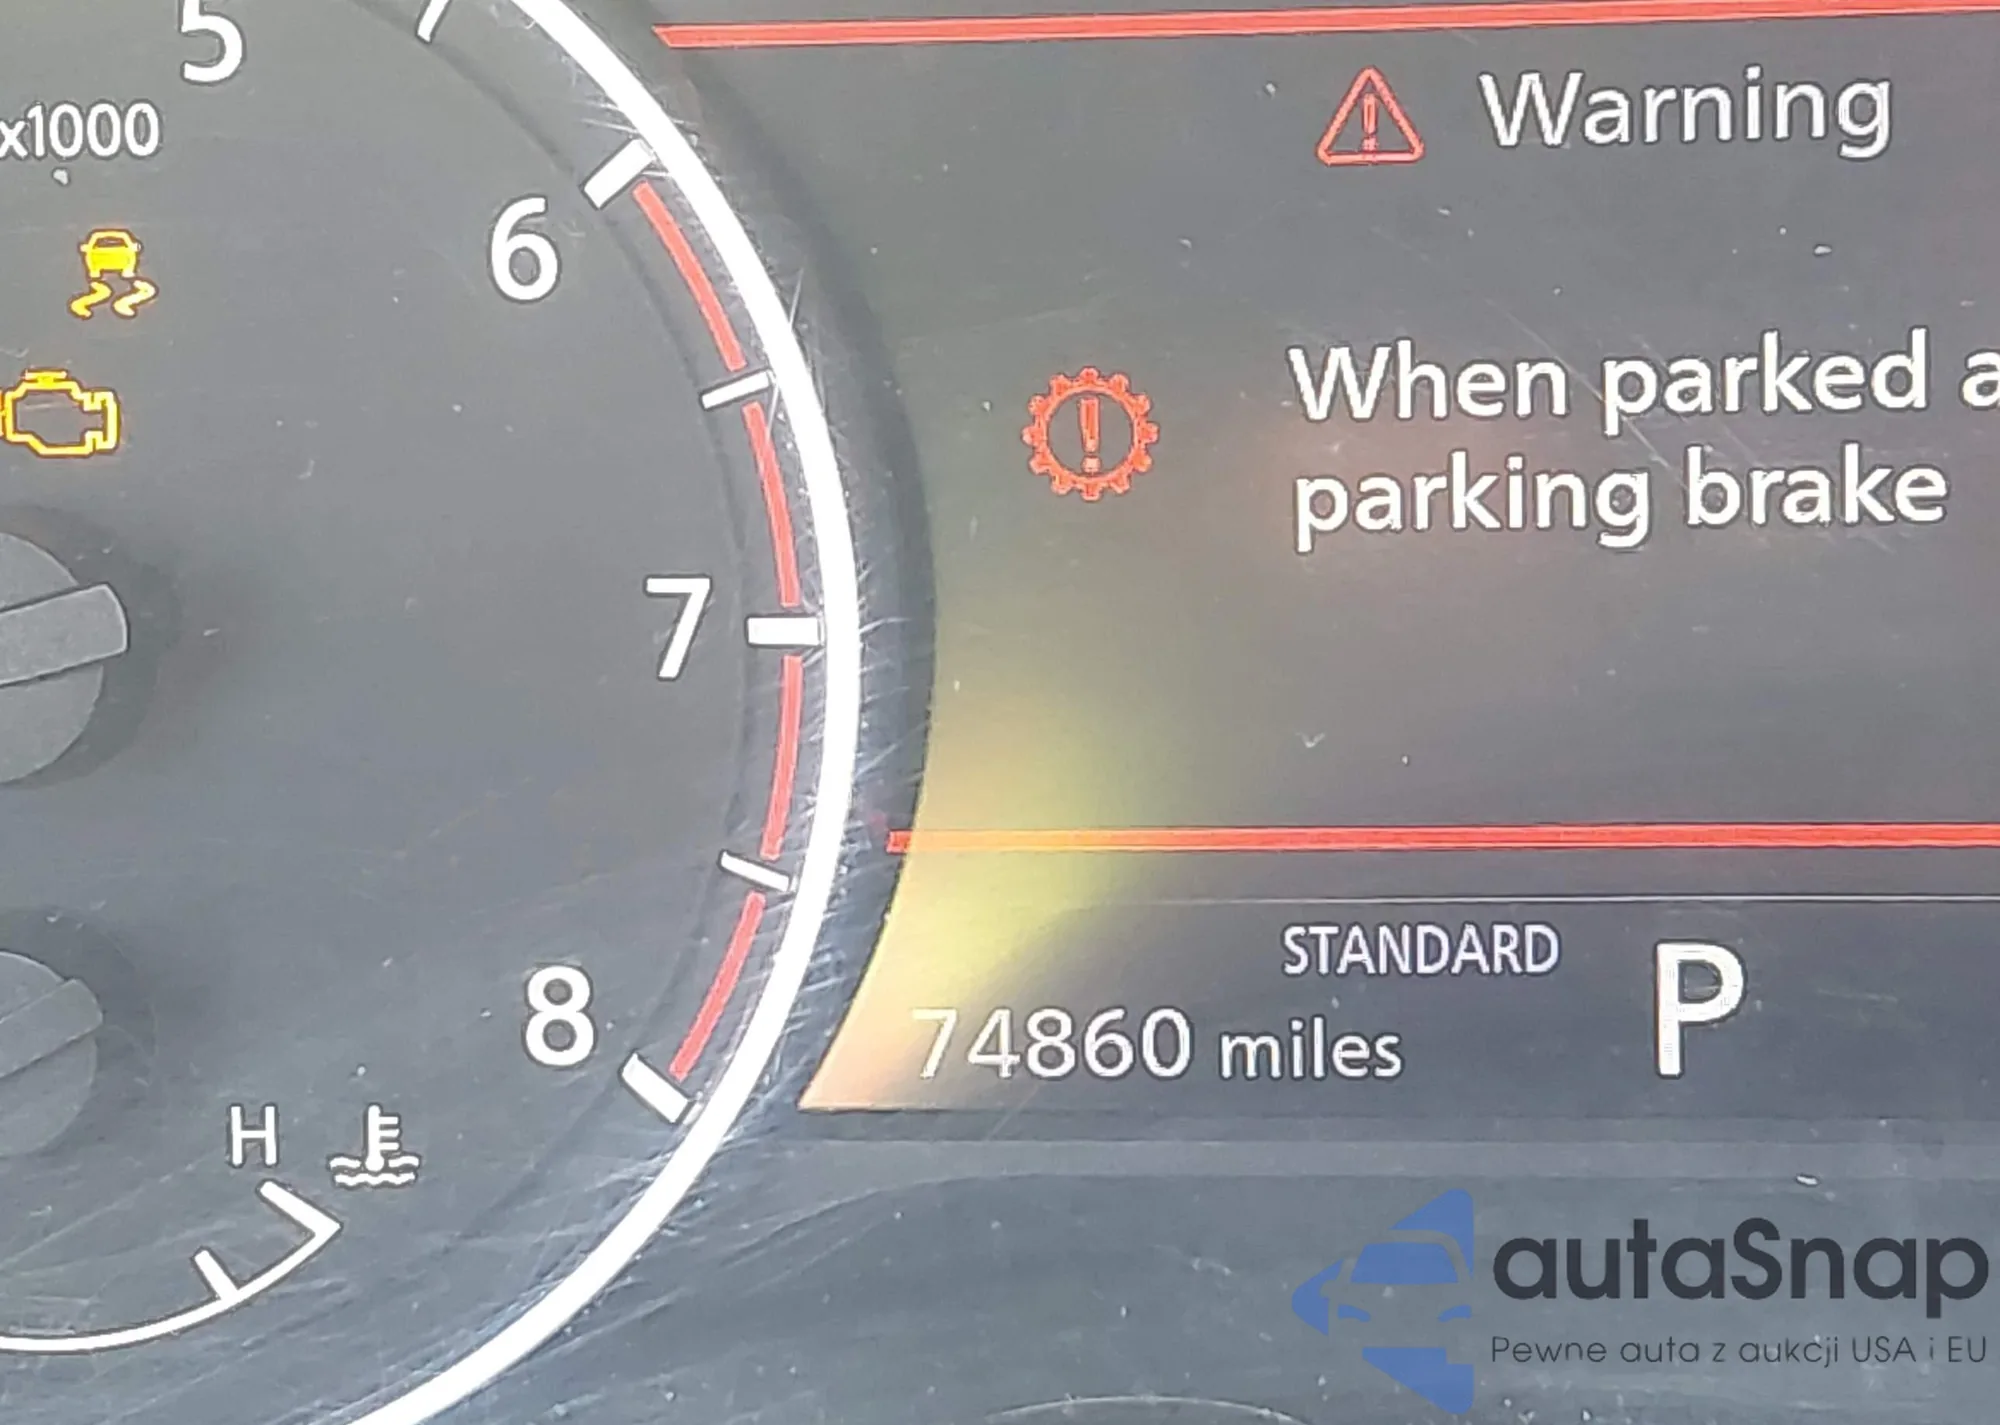 5
x1000
6
7
8
H
Warning
When parked a
parking brake
STANDARD
P
74860 miles
autaSnap
Pewne auta z aukcji USA i EU